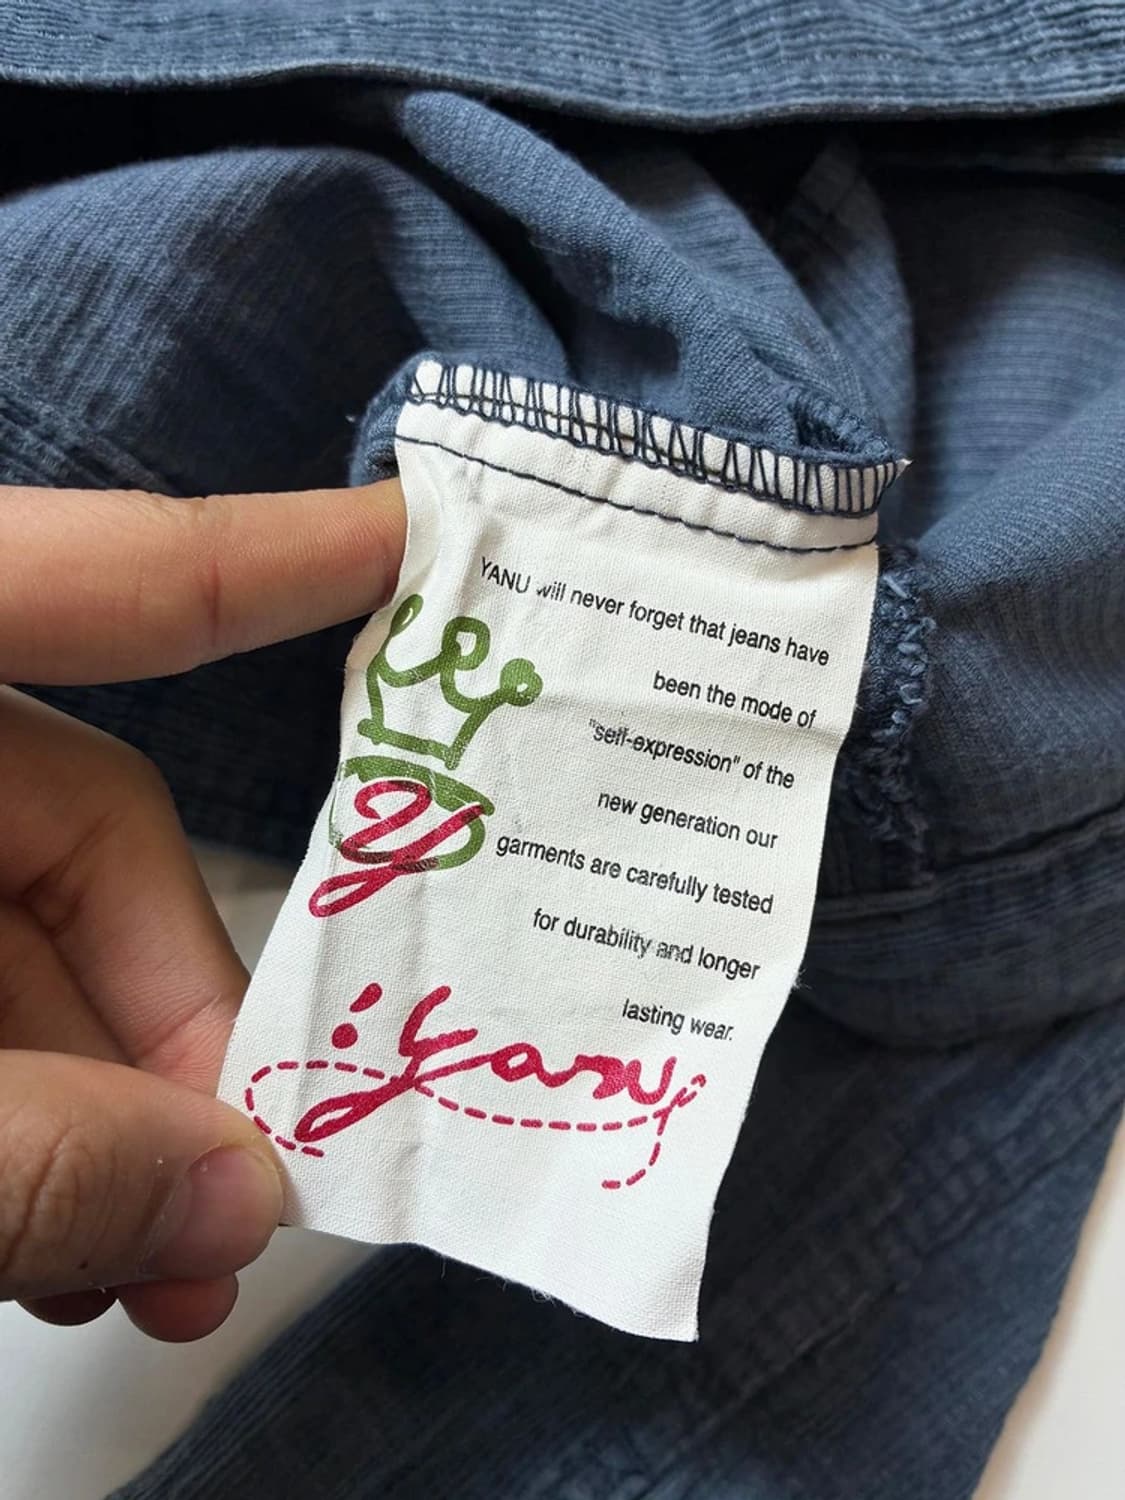 YANU will never forget that jeans have
been the mode of
"self-expression" of the
new generation our
garments are carefully tested
for durability and longer
lasting wear.
y
:yanu